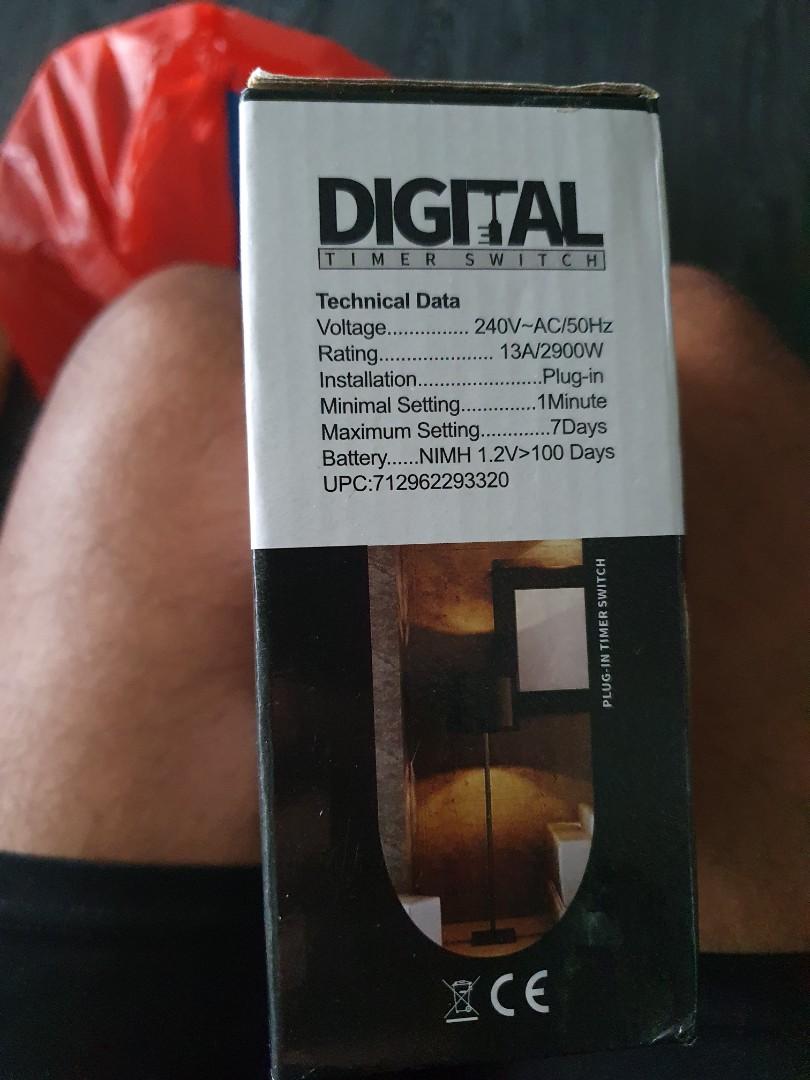 DIGITAL
TIMER SWITCH
Technical Data
Voltage............... 240V~AC/50Hz
Rating...................... 13A/2900W
Installation........................Plug-in
Minimal Setting..............1Minute
Maximum Setting.............7Days
Battery......NIMH 1.2V>100 Days
UPC:712962293320
PLUG-IN TIMER SWITCH
CE